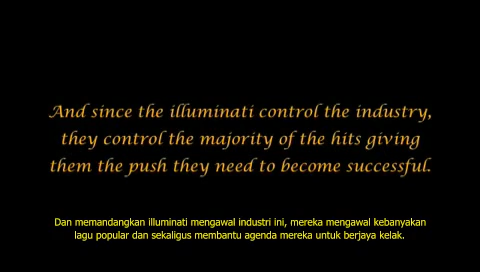 And since the illuminati control the industry,
they control the majority of the hits giving
them the push they need to become successful.
Dan memandangkan illuminati mengawal industri ini, mereka mengawal kebanyakan
lagu popular dan sekaligus membantu agenda mereka untuk berjaya kelak.